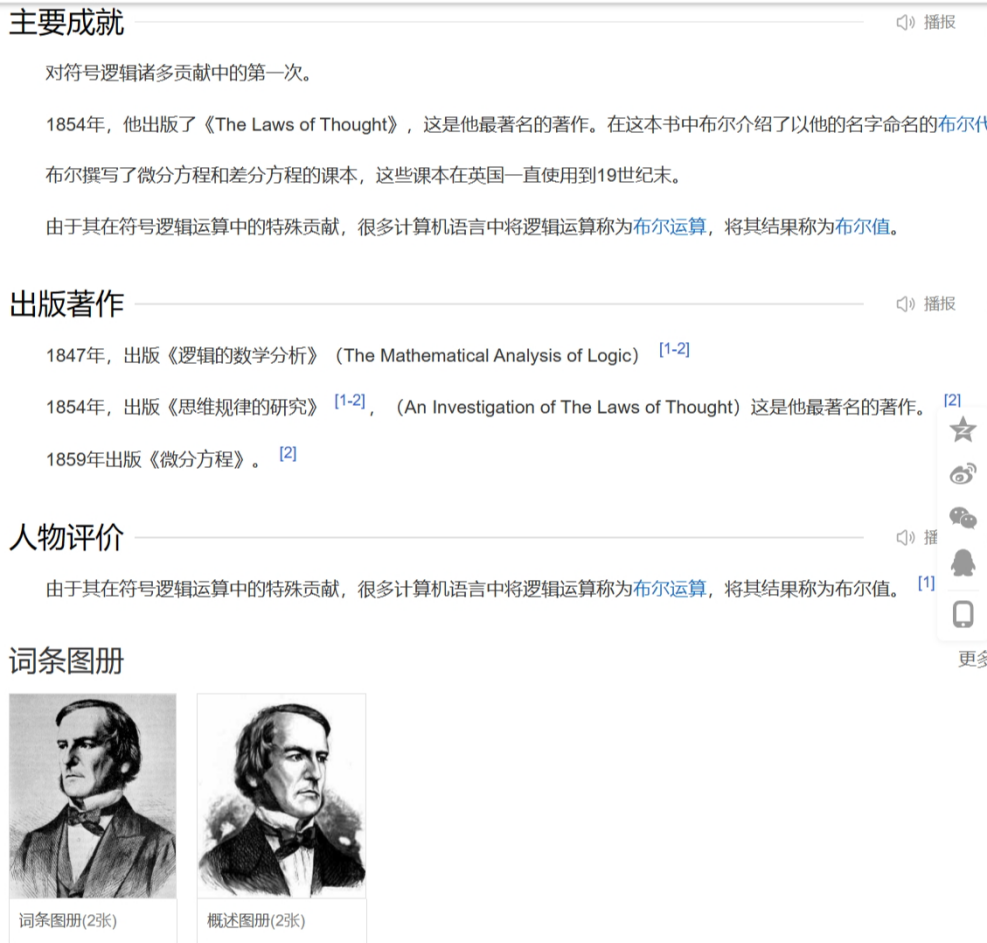 主要成就
播报
对符号逻辑诸多贡献中的第一次。
1854年，他出版了《The Laws of Thought》，这是他最著名的著作。在这本书中布尔介绍了以他的名字命名的布尔代
布尔撰写了微分方程和差分方程的课本，这些课本在英国一直使用到19世纪末。
由于其在符号逻辑运算中的特殊贡献，很多计算机语言中将逻辑运算称为布尔运算，将其结果称为布尔值。
出版著作
播报
1847年，出版《逻辑的数学分析》（The Mathematical Analysis of Logic） [1-2]
1854年，出版《思维规律的研究》 [1-2] ，（An Investigation of The Laws of Thought）这是他最著名的著作。 [2]
1859年出版《微分方程》。 [2]
人物评价
播
由于其在符号逻辑运算中的特殊贡献，很多计算机语言中将逻辑运算称为布尔运算，将其结果称为布尔值。 [1]
更多
词条图册
词条图册(2张)
概述图册(2张)